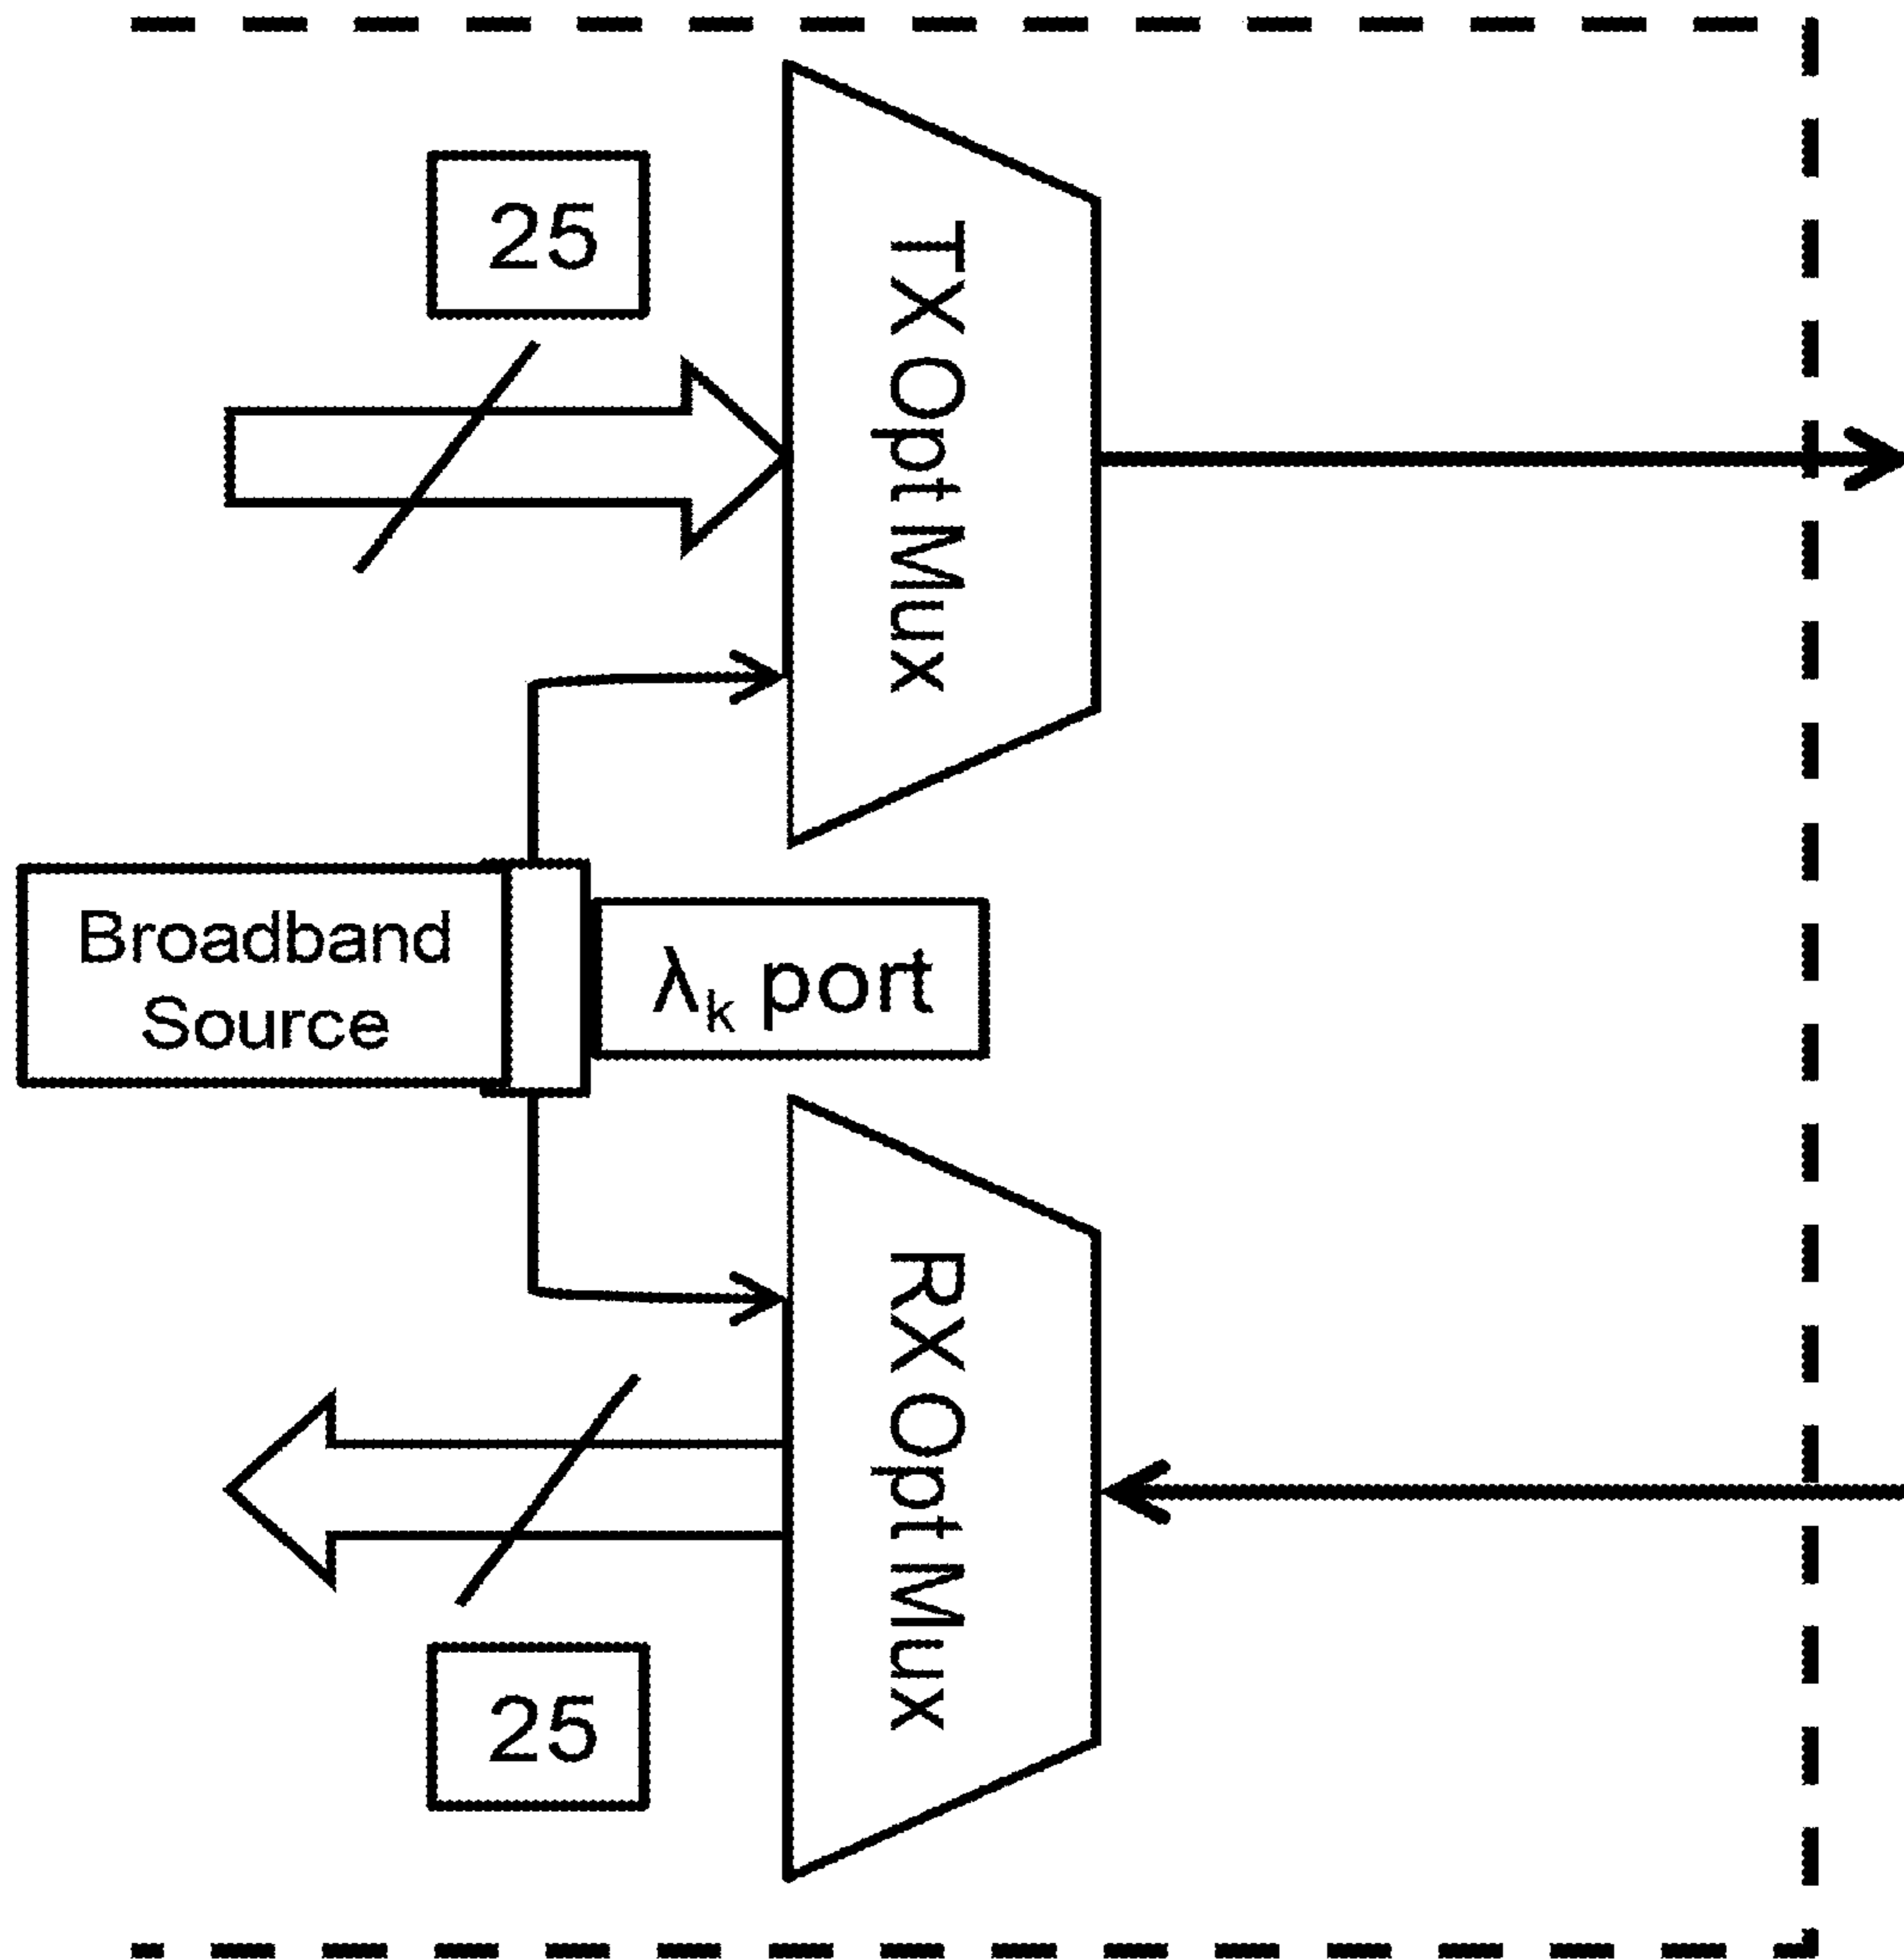 25
TX Opt Mux
Broadband
Source
λk port
RX Opt Mux
25